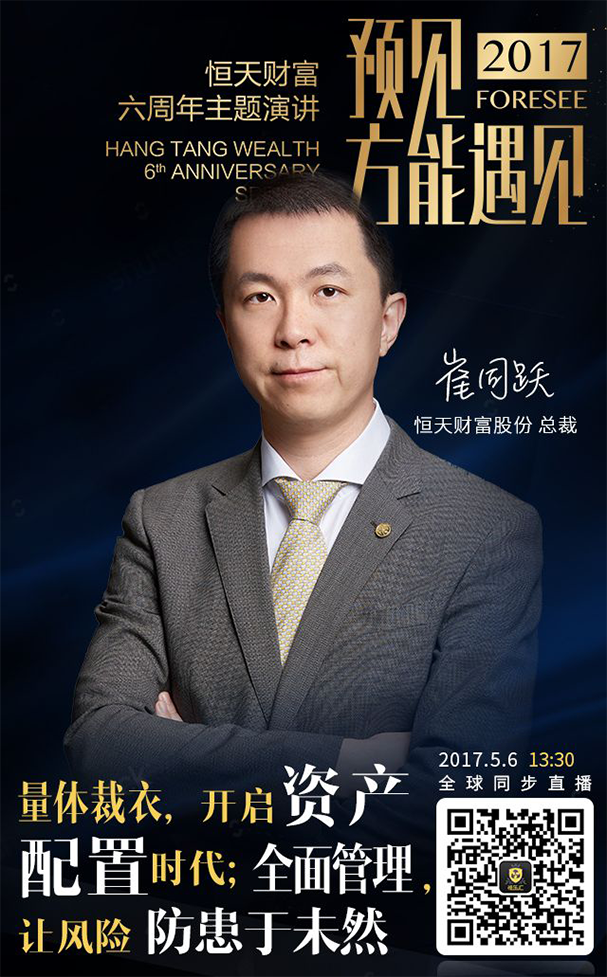 恒天财富
六周年主题演讲
HANG TANG WEALTH
6th ANNIVERSARY
预见
2017
FORESEE
方能遇见
崔同跃
恒天财富股份 总裁
2017.5.6 13:30
全球同步直播
量体裁衣，开启资产
配置时代；全面管理，
让风险 防患于未然